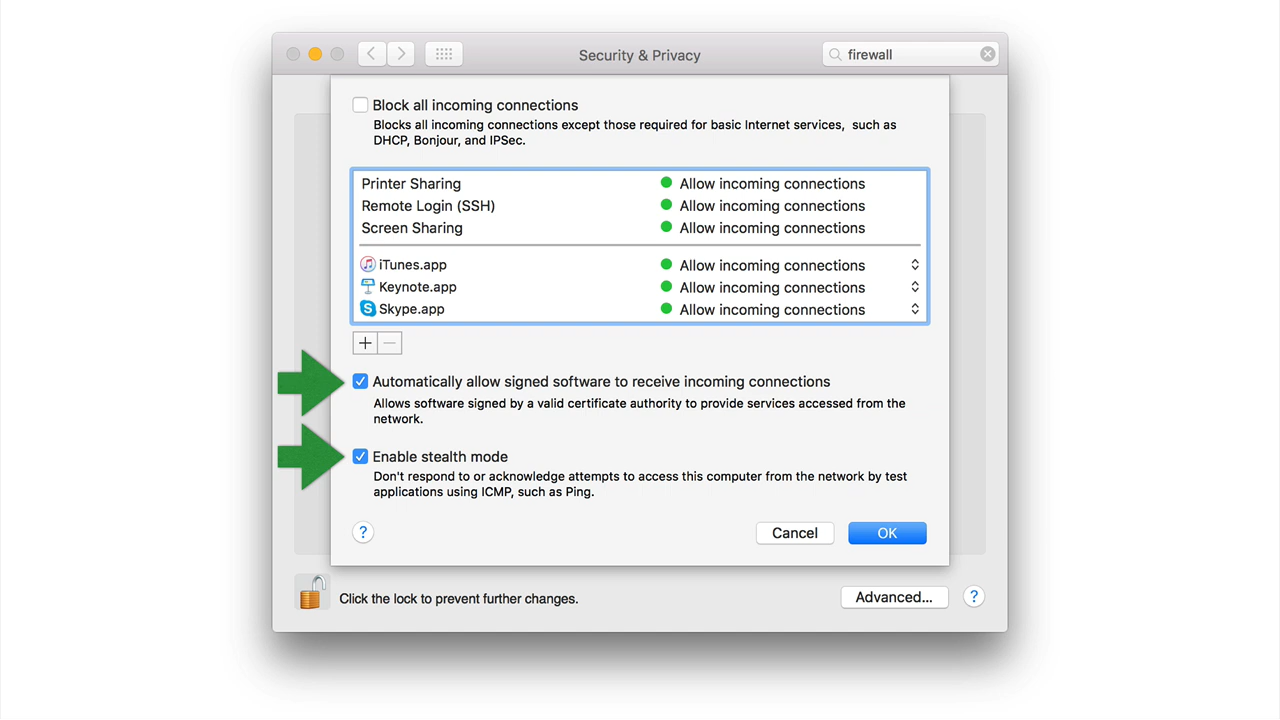 Security & Privacy
firewall
Block all incoming connections
Blocks all incoming connections except those required for basic Internet services, such as
DHCP, Bonjour, and IPSec.
Printer Sharing Allow incoming connections
Remote Login (SSH) Allow incoming connections
Screen Sharing Allow incoming connections
iTunes.app Allow incoming connections
Keynote.app Allow incoming connections
Skype.app Allow incoming connections
Automatically allow signed software to receive incoming connections
Allows software signed by a valid certificate authority to provide services accessed from the
network.
Enable stealth mode
Don't respond to or acknowledge attempts to access this computer from the network by test
applications using ICMP, such as Ping.
? Cancel OK
Click the lock to prevent further changes. Advanced... ?